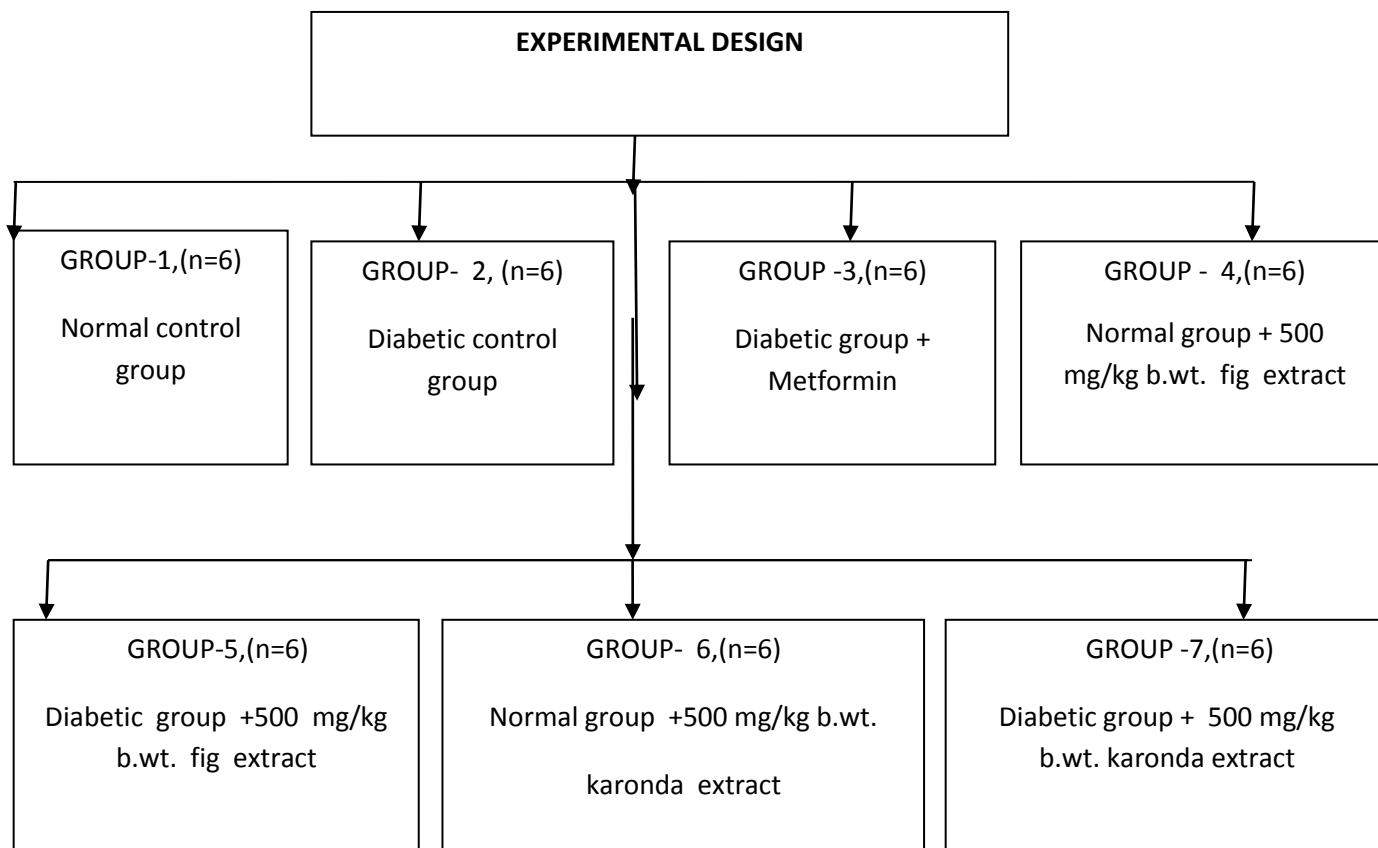 EXPERIMENTAL DESIGN
GROUP-1,(n=6)
Normal control
group
GROUP- 2, (n=6)
Diabetic control
group
GROUP -3,(n=6)
Diabetic group +
Metformin
GROUP - 4,(n=6)
Normal group + 500
mg/kg b.wt. fig extract
GROUP-5,(n=6)
Diabetic group +500 mg/kg
b.wt. fig extract
GROUP- 6,(n=6)
Normal group +500 mg/kg b.wt.
karonda extract
GROUP -7,(n=6)
Diabetic group + 500 mg/kg
b.wt. karonda extract